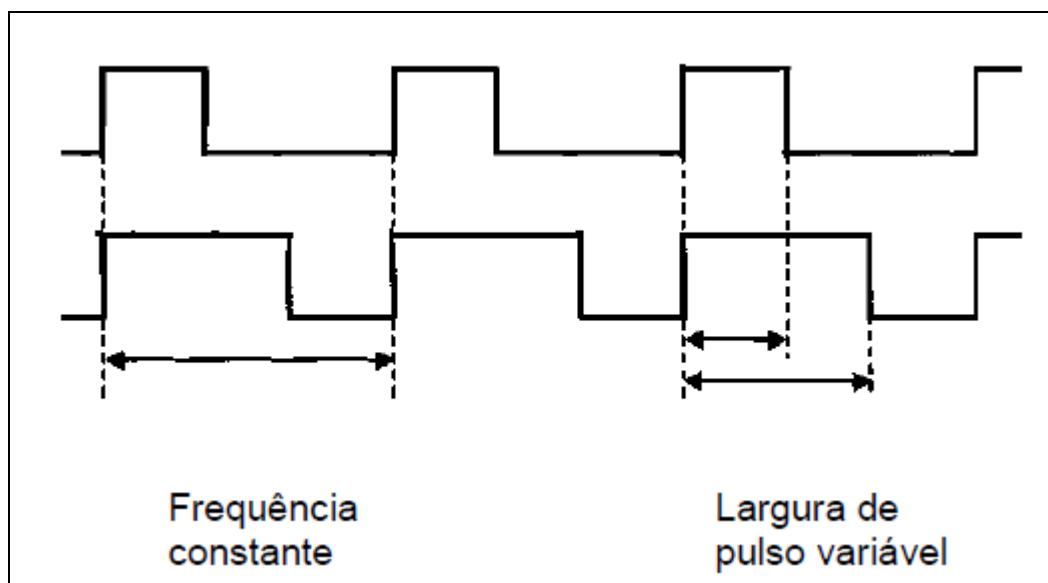 Frequência
constante
Largura de
pulso variável